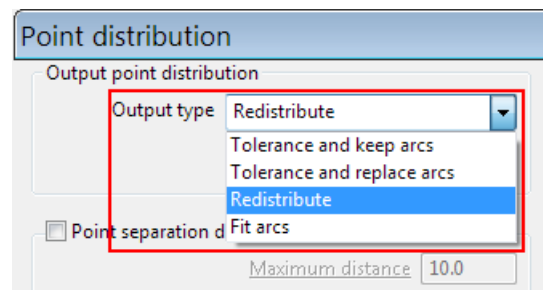 Point distribution
Output point distribution
Output type Redistribute
Tolerance and keep arcs
Tolerance and replace arcs
Redistribute
Fit arcs
Point separation d
Maximum distance 10.0